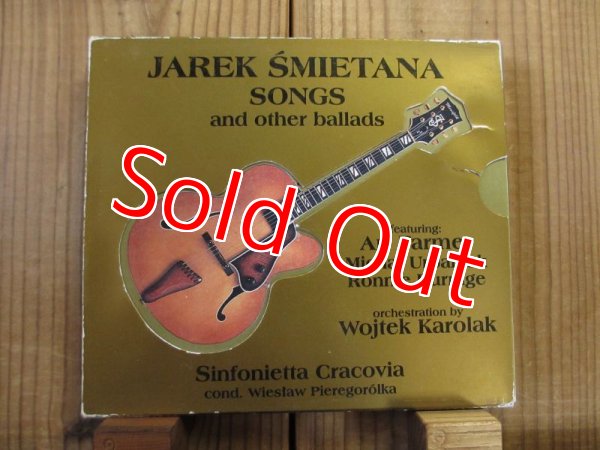 JAREK ŚMIETANA
SONGS
and other ballads
Sold Out
featuring:
orchestration by
Wojtek Karolak
Sinfonietta Cracovia
cond. Wiesław Pieregorólka